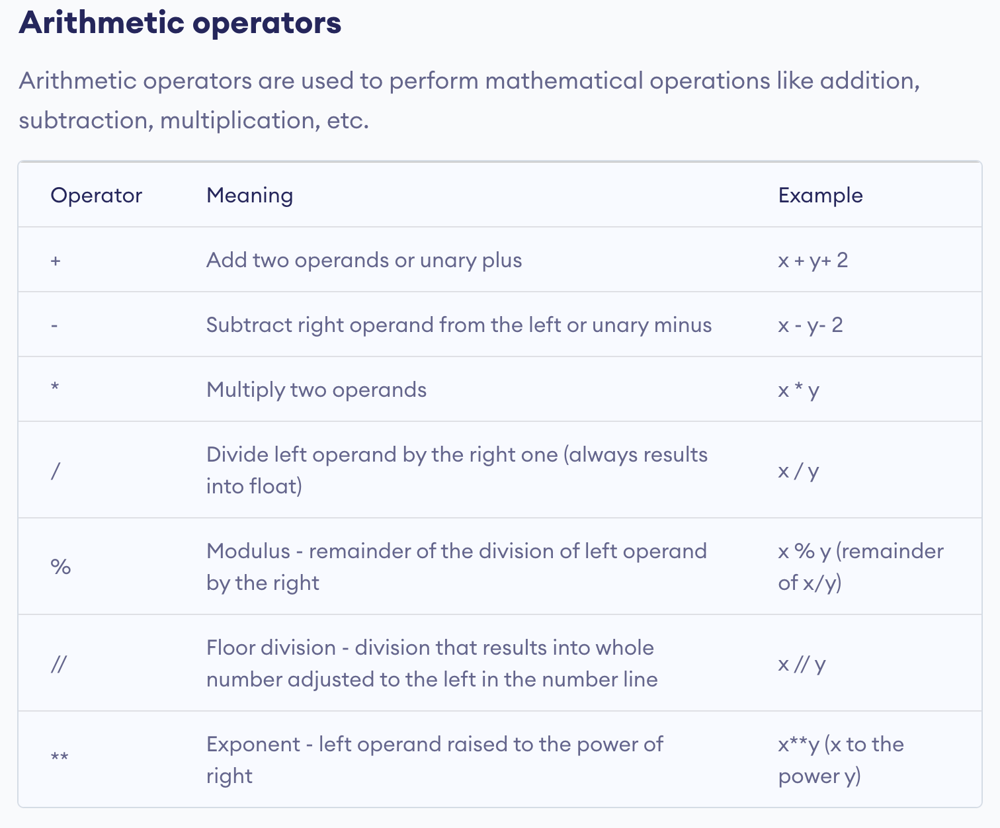 Arithmetic operators
Arithmetic operators are used to perform mathematical operations like addition,
subtraction, multiplication, etc.
Operator Meaning Example
+ Add two operands or unary plus x + y+ 2
- Subtract right operand from the left or unary minus x - y- 2
* Multiply two operands x * y
/ Divide left operand by the right one (always results
into float) x / y
% Modulus - remainder of the division of left operand
by the right x % y (remainder
of x/y)
// Floor division - division that results into whole
number adjusted to the left in the number line x // y
** Exponent - left operand raised to the power of
right x**y (x to the
power y)